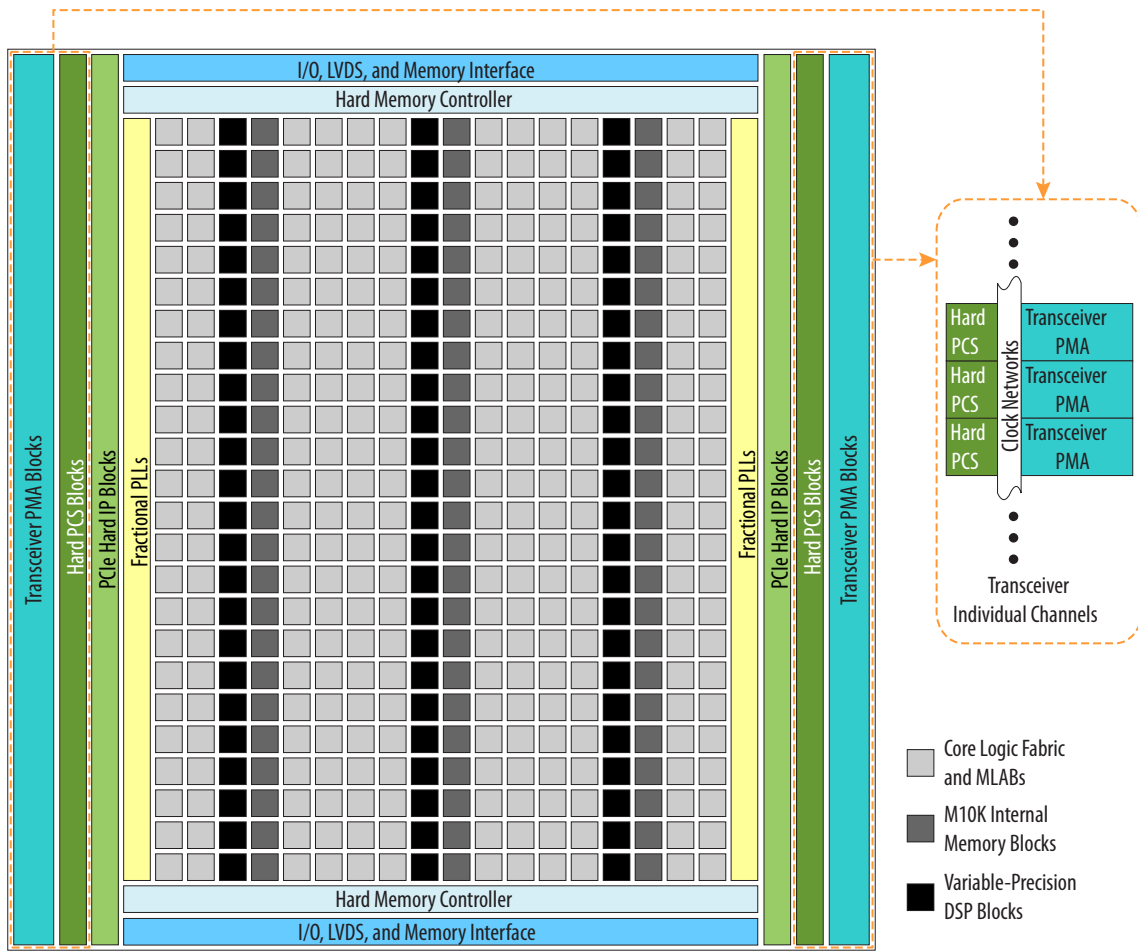 I/O, LVDS, and Memory Interface
Hard Memory Controller
Transceiver PMA Blocks
Hard PCS Blocks
PCIe Hard IP Blocks
Fractional PLLs
Fractional PLLs
PCIe Hard IP Blocks
Hard PCS Blocks
Transceiver PMA Blocks
Hard Memory Controller
I/O, LVDS, and Memory Interface
Hard
PCS
Hard
PCS
Hard
PCS
Clock Networks
Transceiver
PMA
Transceiver
PMA
Transceiver
PMA
Transceiver
Individual Channels
Core Logic Fabric
and MLABs
M10K Internal
Memory Blocks
Variable-Precision
DSP Blocks